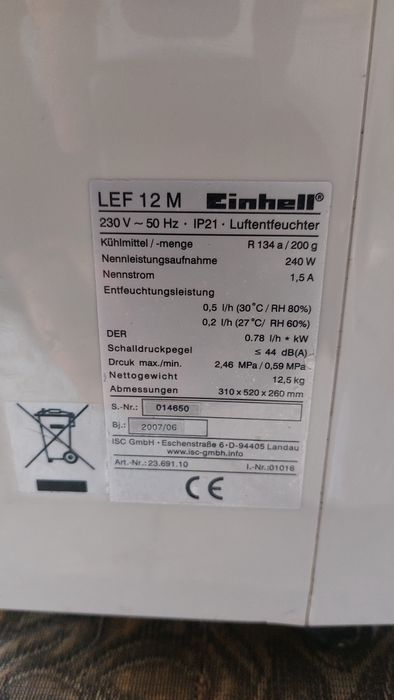 LEF 12 M Einhell®
230 V ~ 50 Hz · IP21 · Luftentfeuchter
Kühlmittel / -menge R 134 a / 200 g
Nennleistungsaufnahme 240 W
Nennstrom 1,5 A
Entfeuchtungsleistung
0,5 l/h (30°C / RH 80%)
0,2 l/h (27°C/ RH 60%)
DER 0.78 l/h * kW
Schalldruckpegel ≤ 44 dB(A)
Drcuk max./min. 2,46 MPa / 0,59 MPa
Nettogewicht 12,5kg
Abmessungen 310 x 520 x 260 mm
S.-Nr.: 014650
Bj.: 2007/06
ISC GmbH · Eschenstraße 6 · D-94405 Landau
www.isc-gmbh.info
Art.-Nr.: 23.691.10 I.-Nr.:01016
CE